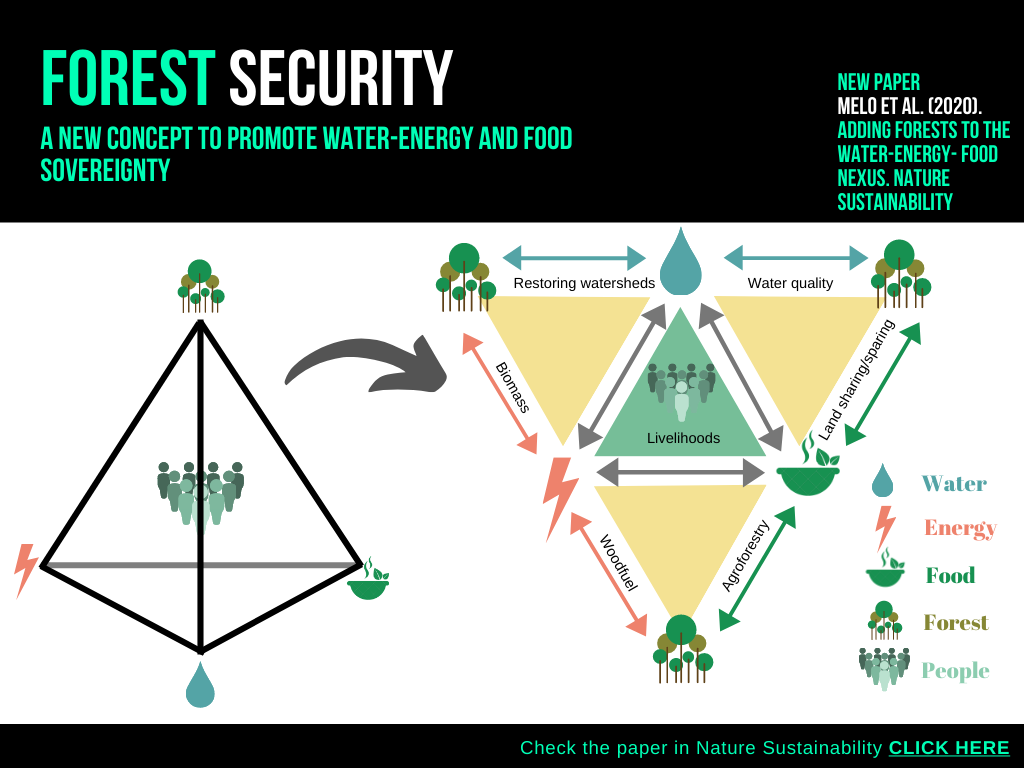 FOREST SECURITY
A NEW CONCEPT TO PROMOTE WATER-ENERGY AND FOOD
SOVEREIGNTY
NEW PAPER
MELO ET AL. (2020).
ADDING FORESTS TO THE
WATER-ENERGY- FOOD
NEXUS. NATURE
SUSTAINABILITY
Restoring watersheds
Water quality
Biomass
Land sharing/sparing
Livelihoods
Woodfuel
Agroforestry
Water
Energy
Food
Forest
People
Check the paper in Nature Sustainability CLICK HERE